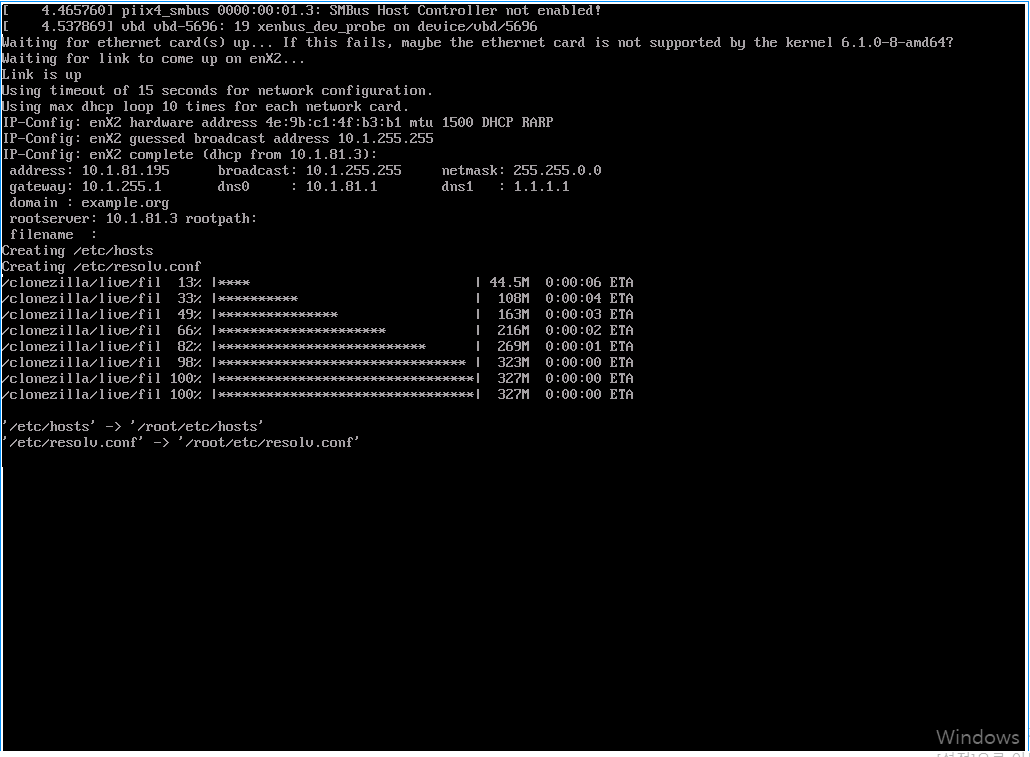 [    4.465760] piix4_smbus 0000:00:01.3: SMBus Host Controller not enabled!
[    4.537869] vbd vbd-5696: 19 xenbus_dev_probe on device/vbd/5696
Waiting for ethernet card(s) up... If this fails, maybe the ethernet card is not supported by the kernel 6.1.0-8-amd64?
Waiting for link to come up on enX2...
Link is up
Using timeout of 15 seconds for network configuration.
Using max dhcp loop 10 times for each network card.
IP-Config: enX2 hardware address 4e:9b:c1:4f:b3:b1 mtu 1500 DHCP RARP
IP-Config: enX2 guessed broadcast address 10.1.255.255
IP-Config: enX2 complete (dhcp from 10.1.81.3):
 address: 10.1.81.195      broadcast: 10.1.255.255     netmask: 255.255.0.0
 gateway: 10.1.255.1       dns0     : 10.1.81.1        dns1   : 1.1.1.1
 domain : example.org
 rootserver: 10.1.81.3 rootpath:
 filename  :
Creating /etc/hosts
Creating /etc/resolv.conf
/clonezilla/live/fil  13% |****                            | 44.5M  0:00:06 ETA
/clonezilla/live/fil  33% |**********                      |  108M  0:00:04 ETA
/clonezilla/live/fil  49% |***************                 |  163M  0:00:03 ETA
/clonezilla/live/fil  66% |*********************           |  216M  0:00:02 ETA
/clonezilla/live/fil  82% |**************************      |  269M  0:00:01 ETA
/clonezilla/live/fil  98% |******************************* |  323M  0:00:00 ETA
/clonezilla/live/fil 100% |********************************|  327M  0:00:00 ETA
/clonezilla/live/fil 100% |********************************|  327M  0:00:00 ETA
'/etc/hosts' -> '/root/etc/hosts'
'/etc/resolv.conf' -> '/root/etc/resolv.conf'
Windows